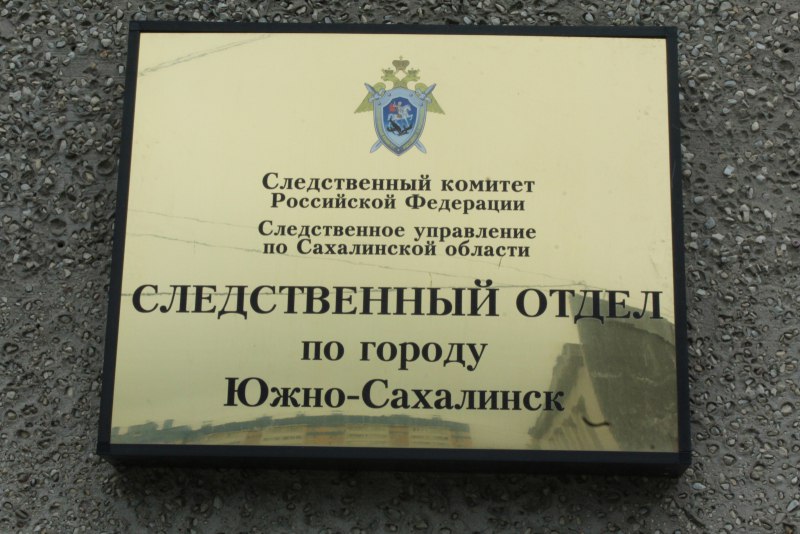 Следственный комитет
Российской Федерации
Следственное управление
по Сахалинской области
СЛЕДСТВЕННЫЙ ОТДЕЛ
по городу
Южно-Сахалинск